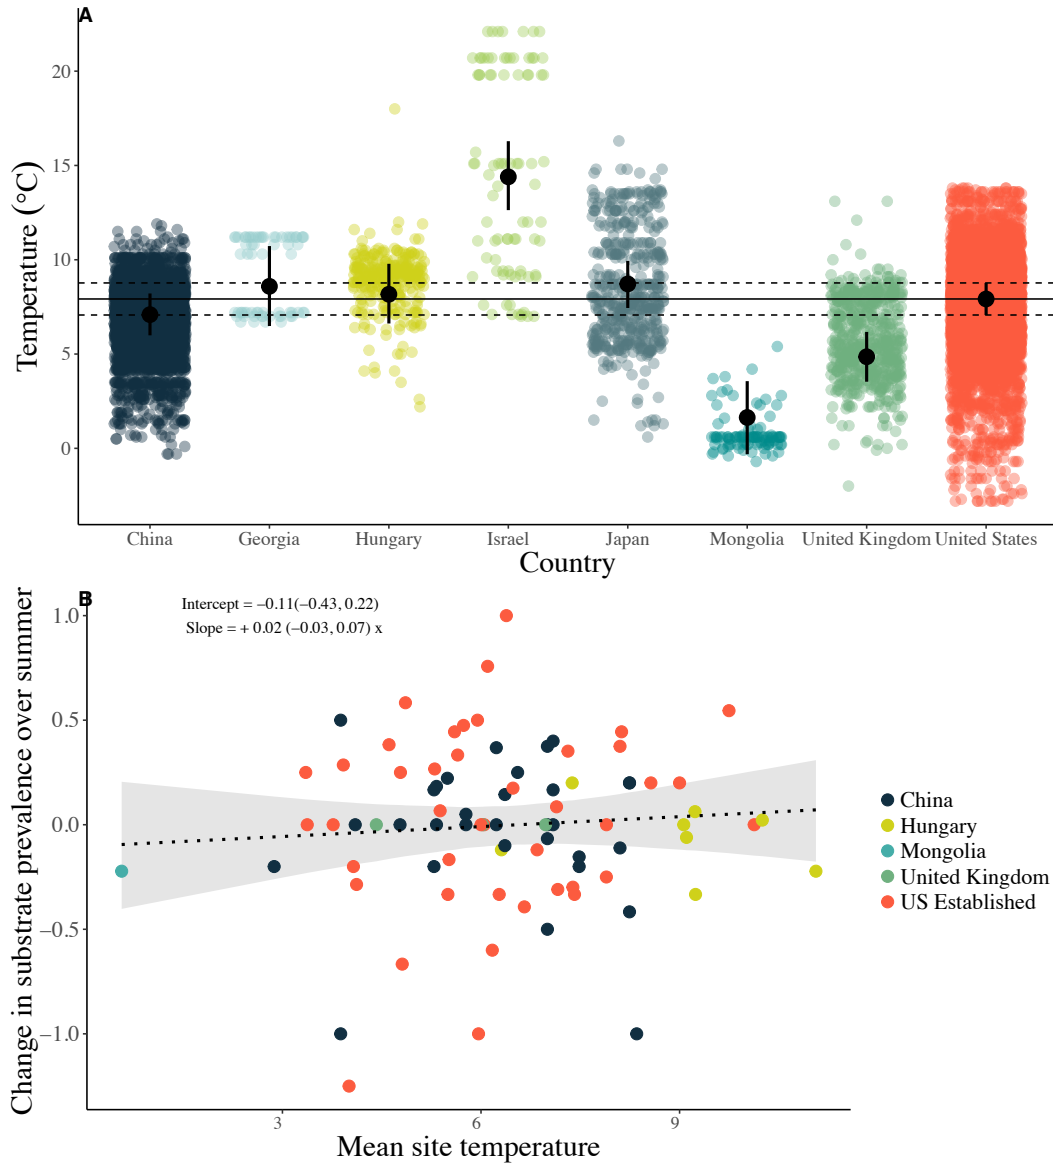 A
Temperature (°C)
20
15
10
5
0
China Georgia Hungary Israel Japan Mongolia United Kingdom United States
Country
B
Intercept = −0.11(−0.43, 0.22)
Slope = + 0.02 (−0.03, 0.07) x
Change in substrate prevalence over summer
1.0
0.5
0.0
−0.5
−1.0
3 6 9
Mean site temperature
China
Hungary
Mongolia
United Kingdom
US Established